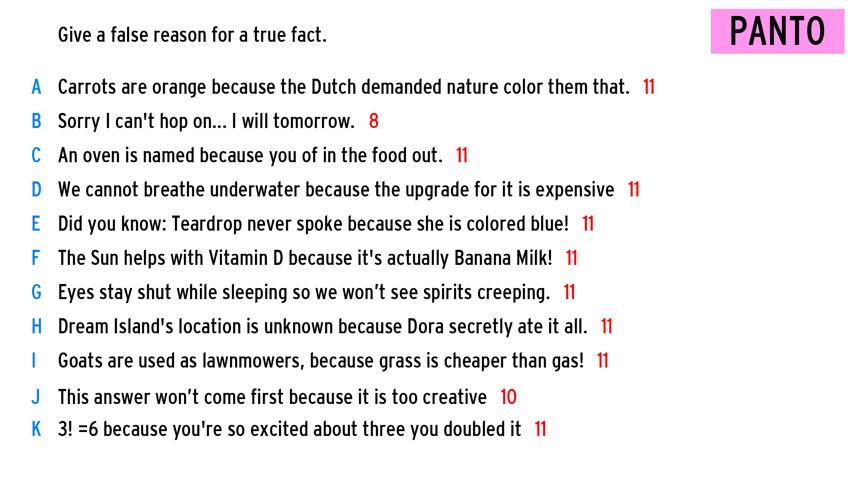 Give a false reason for a true fact.
PANTO
A Carrots are orange because the Dutch demanded nature color them that. 11
B Sorry I can't hop on... I will tomorrow. 8
C An oven is named because you of in the food out. 11
D We cannot breathe underwater because the upgrade for it is expensive 11
E Did you know: Teardrop never spoke because she is colored blue! 11
F The Sun helps with Vitamin D because it's actually Banana Milk! 11
G Eyes stay shut while sleeping so we won't see spirits creeping. 11
H Dream Island's location is unknown because Dora secretly ate it all. 11
I Goats are used as lawnmowers, because grass is cheaper than gas! 11
J This answer won't come first because it is too creative 10
K 3! =6 because you're so excited about three you doubled it 11